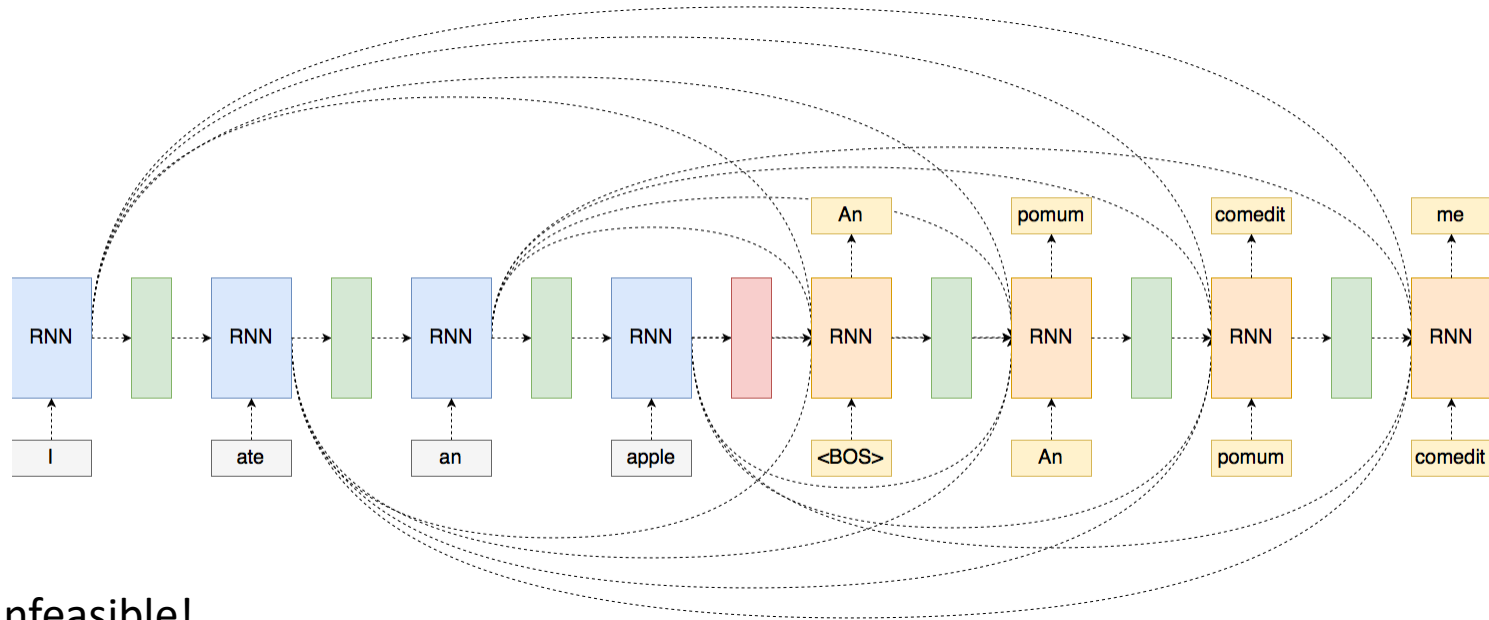 An pomum comedit me
RNN RNN RNN RNN RNN RNN RNN RNN
I ate an apple <BOS> An pomum comedit
nfeasible!